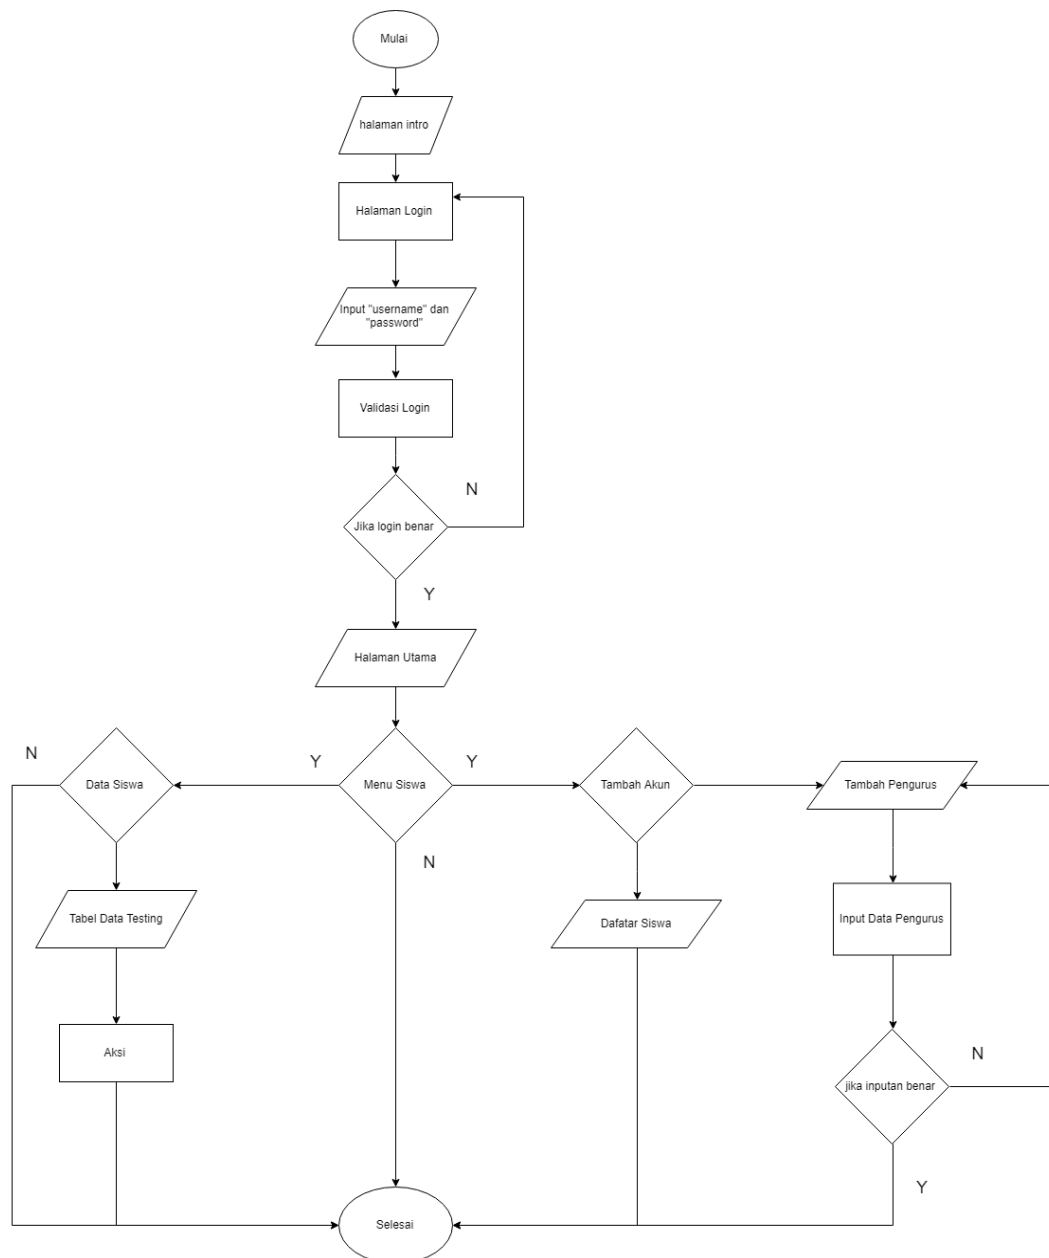 Mulai
halaman intro
Halaman Login
Input "username" dan
"password"
Validasi Login
Jika login benar
N
Y
Halaman Utama
N
Data Siswa
Y
Menu Siswa
Y
Tambah Akun
Tambah Pengurus
N
Tabel Data Testing
Dafatar Siswa
Input Data Pengurus
Aksi
jika inputan benar
N
Y
Selesai